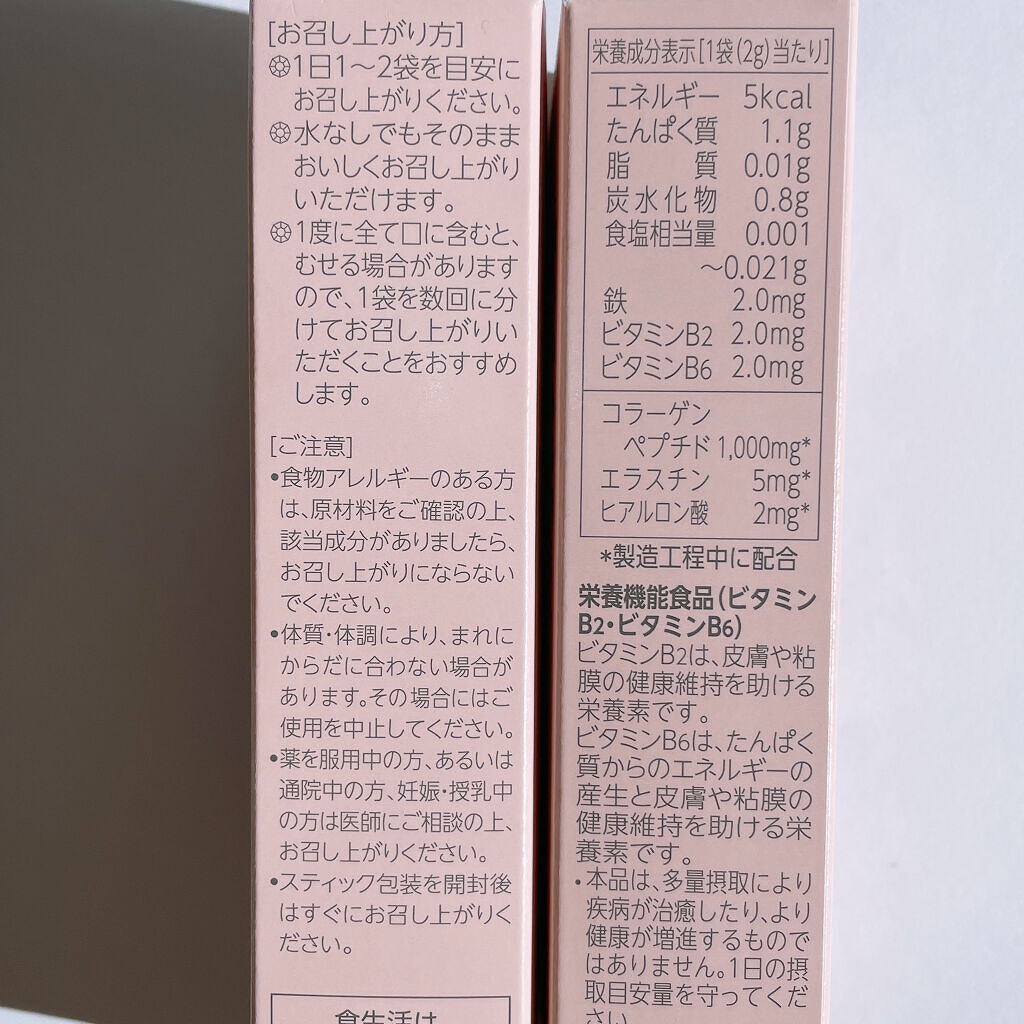 [お召し上がり方]
1日1〜2袋を目安に
お召し上がりください。
水なしでもそのまま
おいしくお召し上がり
いただけます。
1度に全て口に含むと、
むせる場合があります
ので、1袋を数回に分
けてお召し上がりい
ただくことをおすすめ
します。
[ご注意]
•食物アレルギーのある方
は、原材料をご確認の上、
該当成分がありましたら、
お召し上がりにならない
でください。
•体質・体調により、まれに
からだに合わない場合が
あります。その場合にはご
使用を中止してください。
•薬を服用中の方、あるいは
通院中の方、妊娠・授乳中
の方は医師にご相談の上、
お召し上がりください。
•スティック包装を開封後
はすぐにお召し上がりく
ださい。
食生活は
栄養成分表示[1袋(2g)当たり]
エネルギー 5kcal
たんぱく質 1.1g
脂質 0.01g
炭水化物 0.8g
食塩相当量 0.001
〜0.021g
鉄 2.0mg
ビタミンB2 2.0mg
ビタミンB6 2.0mg
コラーゲン
ペプチド 1,000mg*
エラスチン 5mg*
ヒアルロン酸 2mg*
*製造工程中に配合
栄養機能食品(ビタミン
B2・ビタミンB6)
ビタミンB2は、皮膚や粘
膜の健康維持を助ける
栄養素です。
ビタミンB6は、たんぱく
質からのエネルギーの
産生と皮膚や粘膜の
健康維持を助ける栄
養素です。
・本品は、多量摂取により
疾病が治癒したり、より
健康が増進するもので
はありません。1日の摂
取目安量を守ってくだ
さい